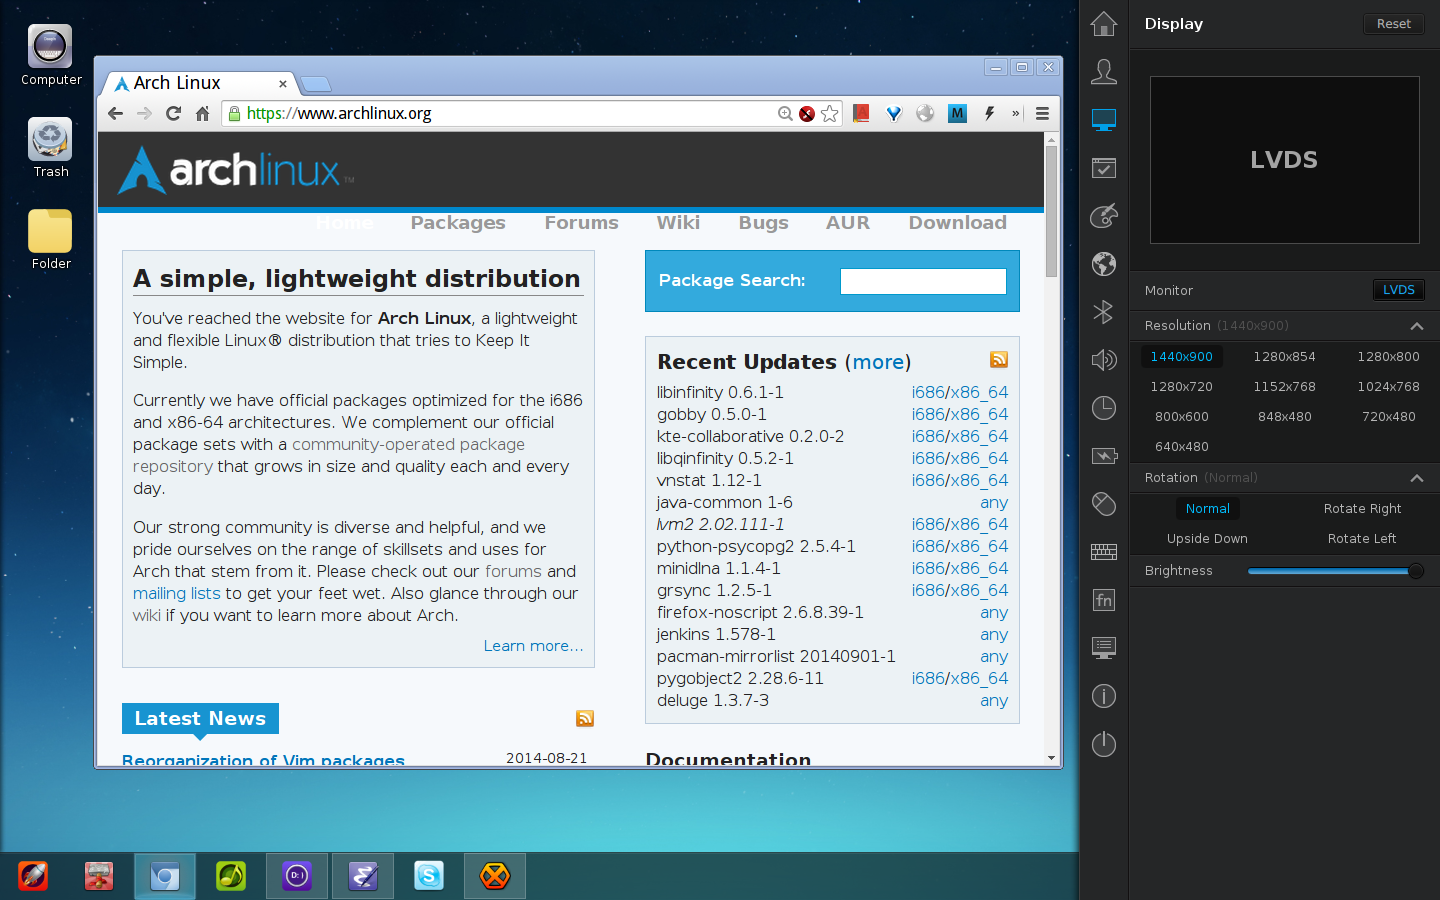 Computer
Trash
Folder
Arch Linux
https://www.archlinux.org
archlinux™
Home Packages Forums Wiki Bugs AUR Download
A simple, lightweight distribution
You've reached the website for Arch Linux, a lightweight
and flexible Linux® distribution that tries to Keep It
Simple.
Currently we have official packages optimized for the i686
and x86-64 architectures. We complement our official
package sets with a community-operated package
repository that grows in size and quality each and every
day.
Our strong community is diverse and helpful, and we
pride ourselves on the range of skillsets and uses for
Arch that stem from it. Please check out our forums and
mailing lists to get your feet wet. Also glance through our
wiki if you want to learn more about Arch.
Learn more...
Latest News
Reorganization of Vim packages 2014-08-21
Package Search:
Recent Updates (more)
libinfinity 0.6.1-1 i686/x86_64
gobby 0.5.0-1 i686/x86_64
kte-collaborative 0.2.0-2 i686/x86_64
libqinfinity 0.5.2-1 i686/x86_64
vnstat 1.12-1 i686/x86_64
java-common 1-6 any
lvm2 2.02.111-1 i686/x86_64
python-psycopg2 2.5.4-1 i686/x86_64
minidlna 1.1.4-1 i686/x86_64
grsync 1.2.5-1 i686/x86_64
firefox-noscript 2.6.8.39-1 any
jenkins 1.578-1 any
pacman-mirrorlist 20140901-1 any
pygobject2 2.28.6-11 i686/x86_64
deluge 1.3.7-3 any
Documentation
Display Reset
LVDS
Monitor LVDS
Resolution (1440x900)
1440x900 1280x854 1280x800
1280x720 1152x768 1024x768
800x600 848x480 720x480
640x480
Rotation (Normal)
Normal Rotate Right
Upside Down Rotate Left
Brightness
fn
M
D:)